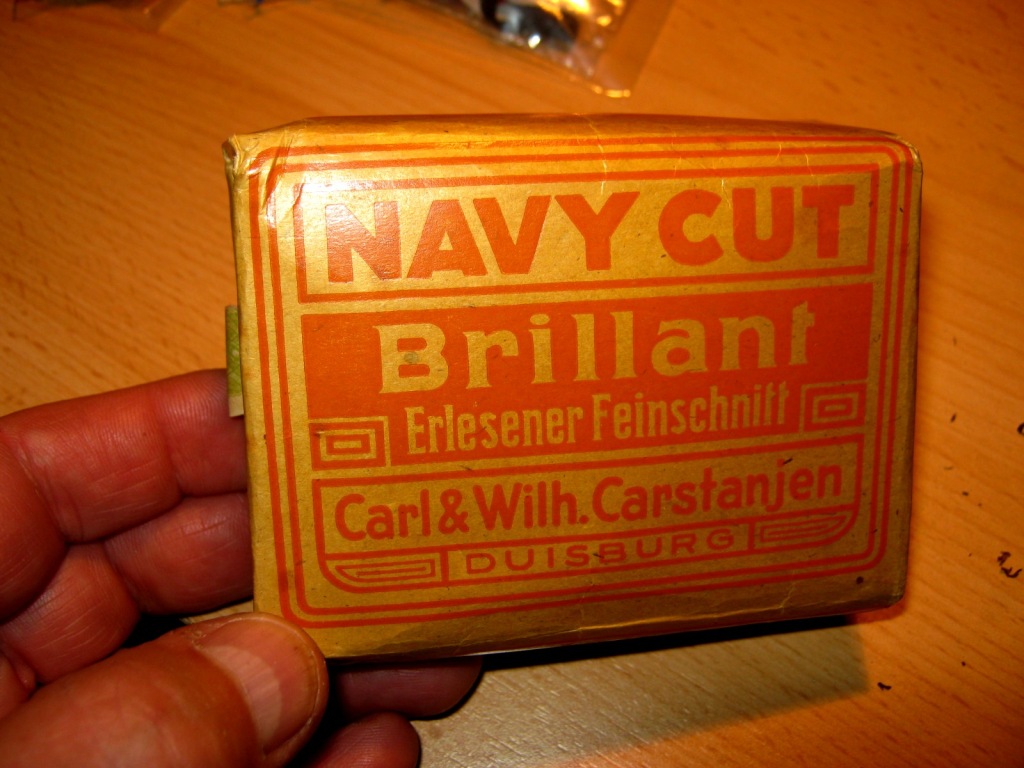 NAVY CUT
Brillant
Erlesener Feinschnitt
Carl & Wilh. Carstanjen
DUISBURG